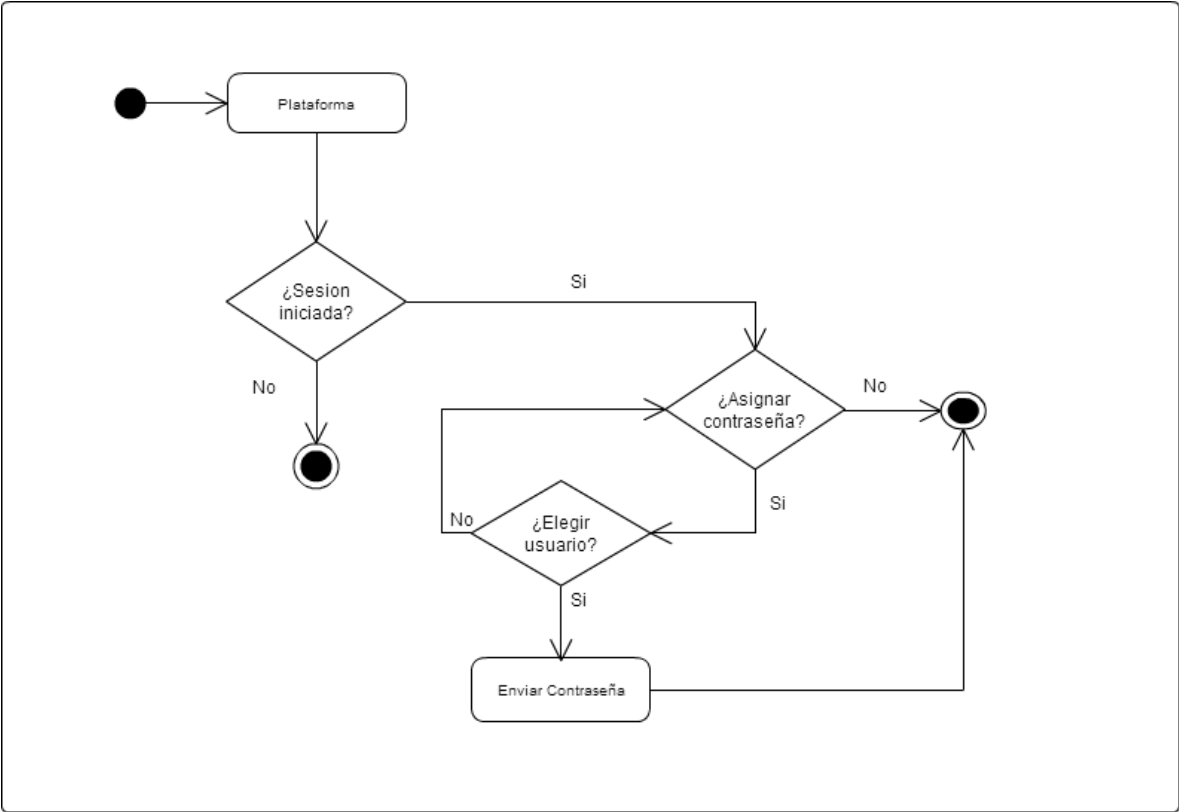 Plataforma
¿Sesion
iniciada?
Si
No
¿Asignar
contraseña?
No
Si
¿Elegir
usuario?
No
Si
Enviar Contraseña